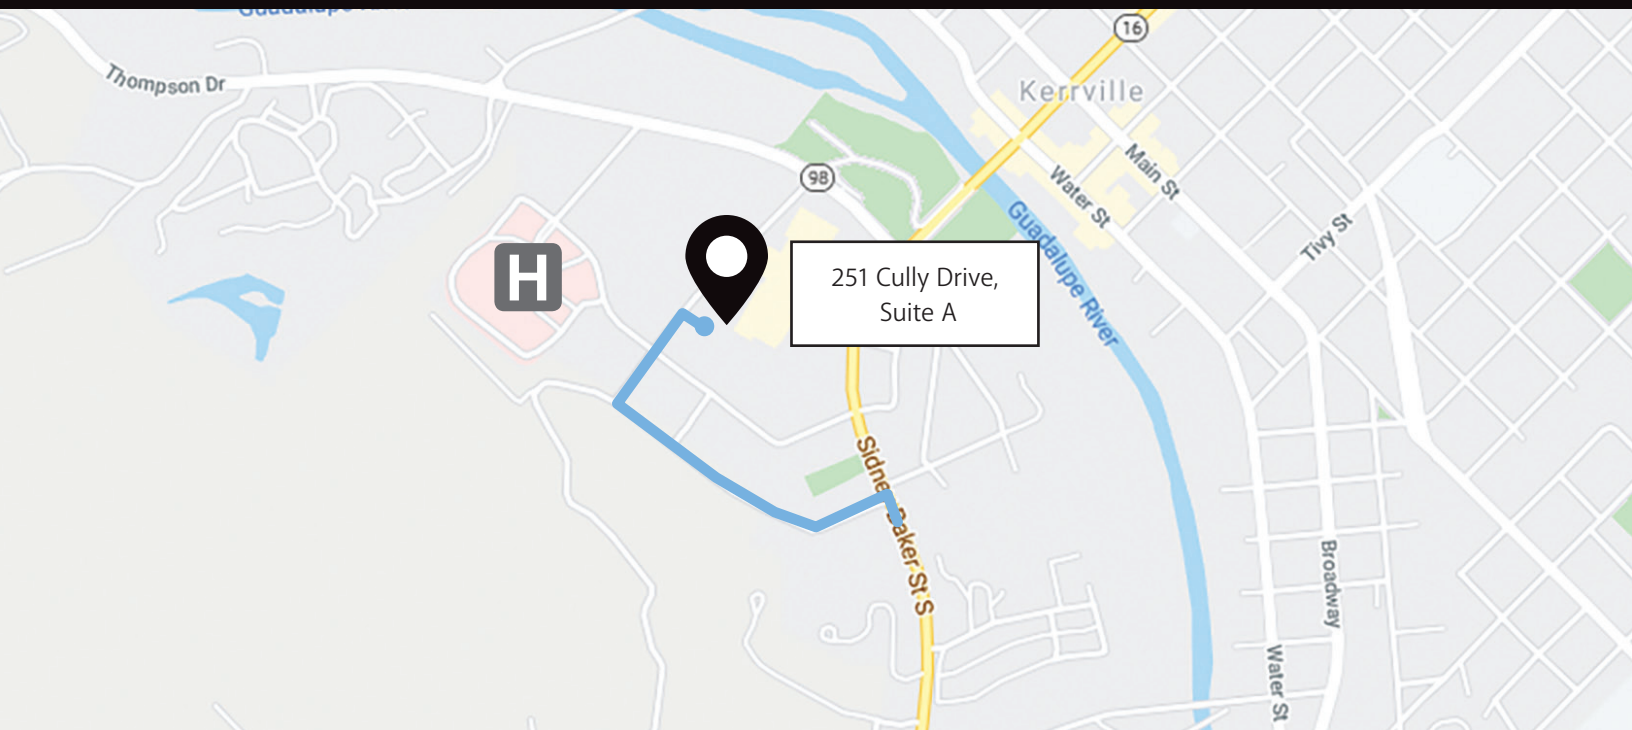 Guadalupe
16
Thompson Dr
Kerrville
Main St
98
Water St
Tivy St
Guadalupe River
H
251 Cully Drive,
Suite A
Sidney Baker St S
Broadway
Water St